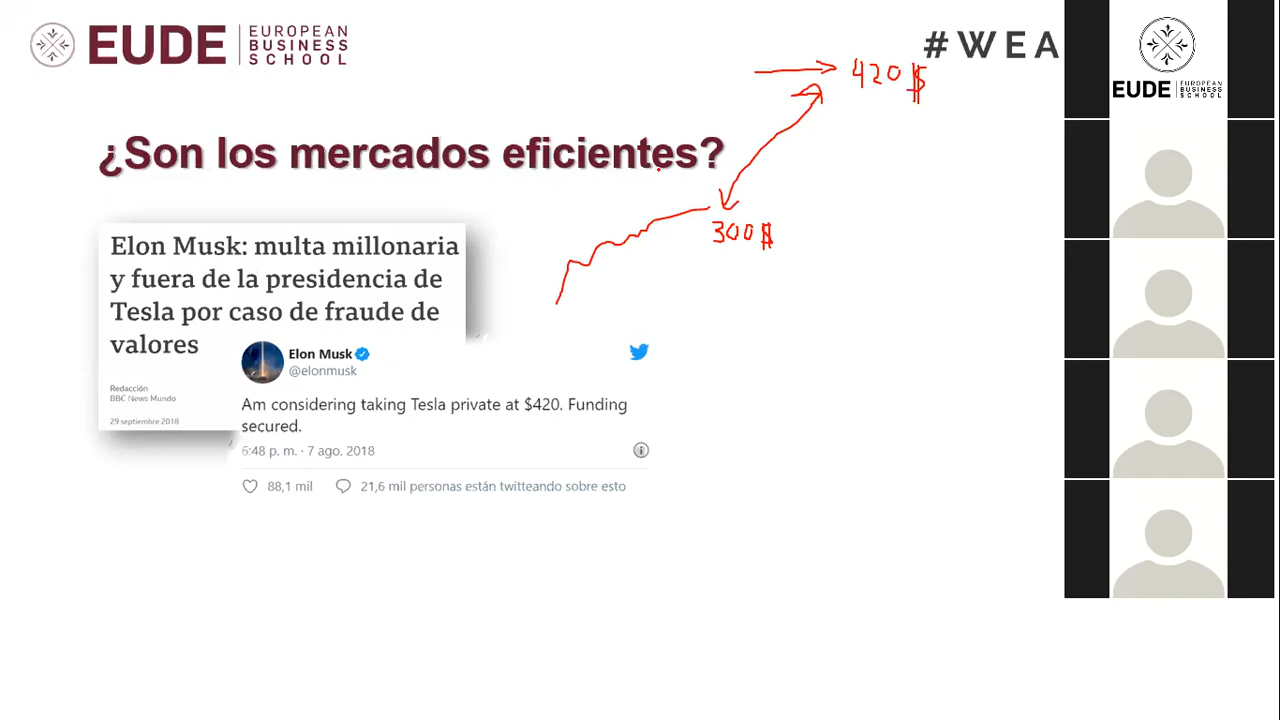 EUDE EUROPEAN BUSINESS SCHOOL
#WEA
EUDE EUROPEAN BUSINESS SCHOOL
420 $
¿Son los mercados eficientes?
300 $
Elon Musk: multa millonaria
y fuera de la presidencia de
Tesla por caso de fraude de
valores
Redacción
BBC News Mundo
29 septiembre 2018
Elon Musk
@elonmusk
Am considering taking Tesla private at $420. Funding
secured.
6:48 p. m. · 7 ago. 2018
88,1 mil 21,6 mil personas están twitteando sobre esto